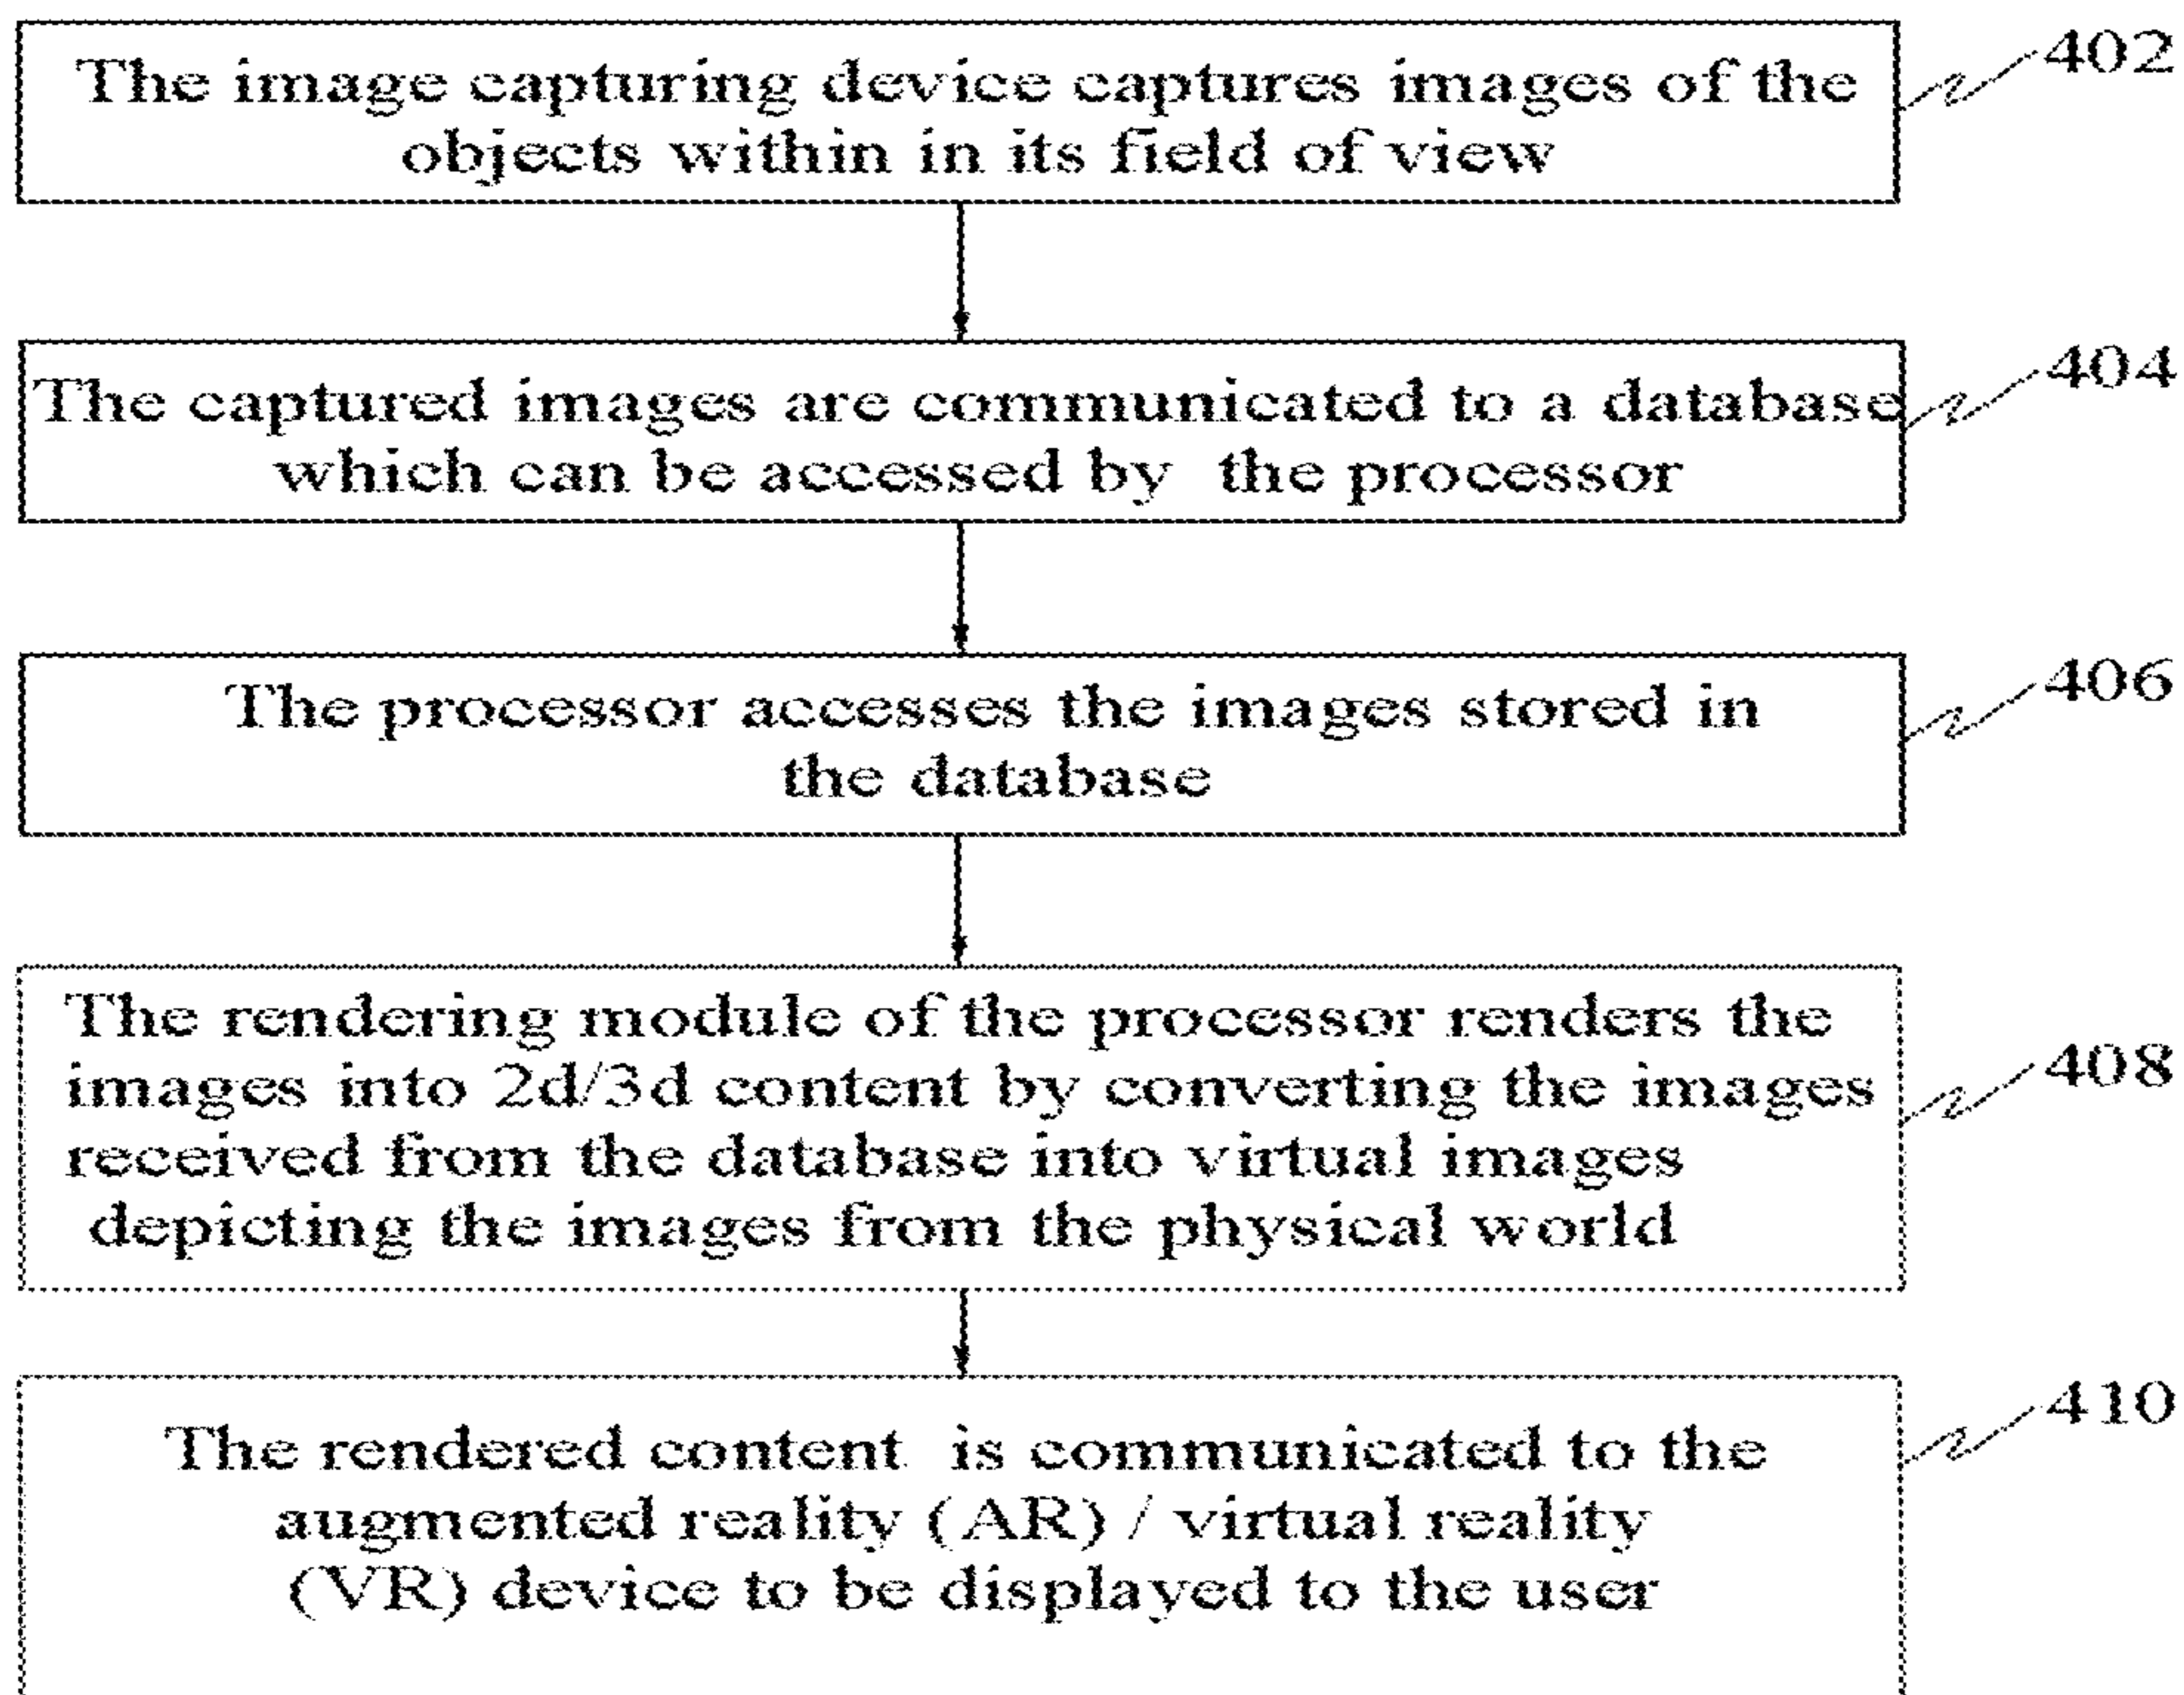 The image capturing device captures images of the
objects within in its field of view
402
The captured images are communicated to a database
which can be accessed by the processor
404
The processor accesses the images stored in
the database
406
The rendering module of the processor renders the
images into 2d/3d content by converting the images
received from the database into virtual images
depicting the images from the physical world
408
The rendered content is communicated to the
augmented reality (AR) / virtual reality
(VR) device to be displayed to the user
410